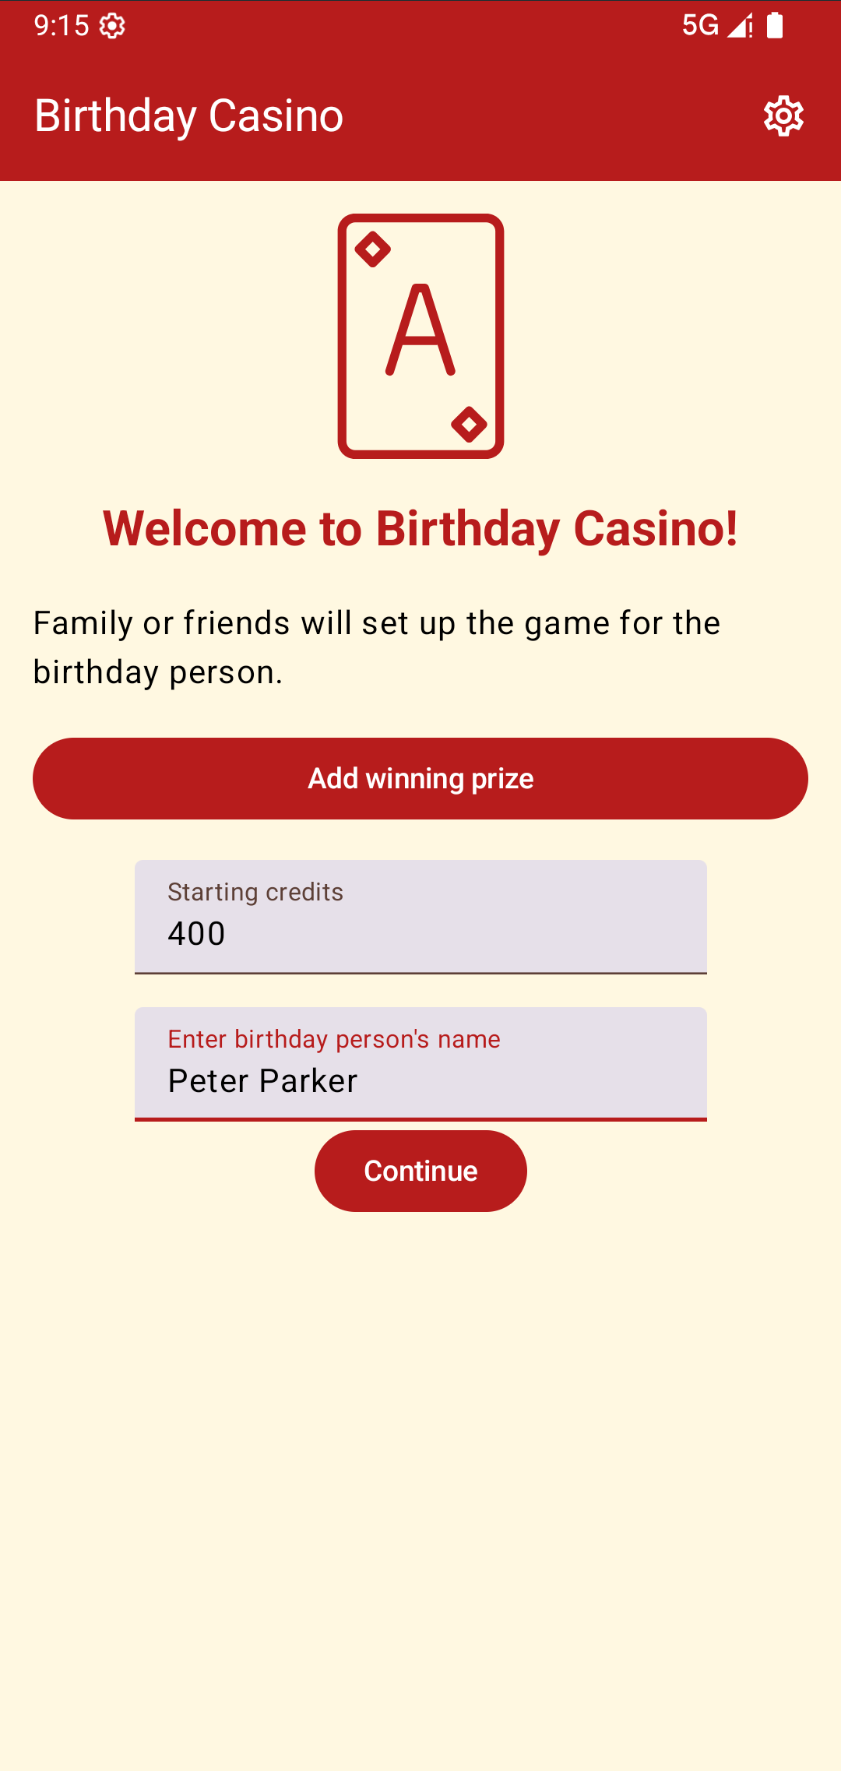 9:15
5G
Birthday Casino
A
Welcome to Birthday Casino!
Family or friends will set up the game for the
birthday person.
Add winning prize
Starting credits
400
Enter birthday person's name
Peter Parker
Continue